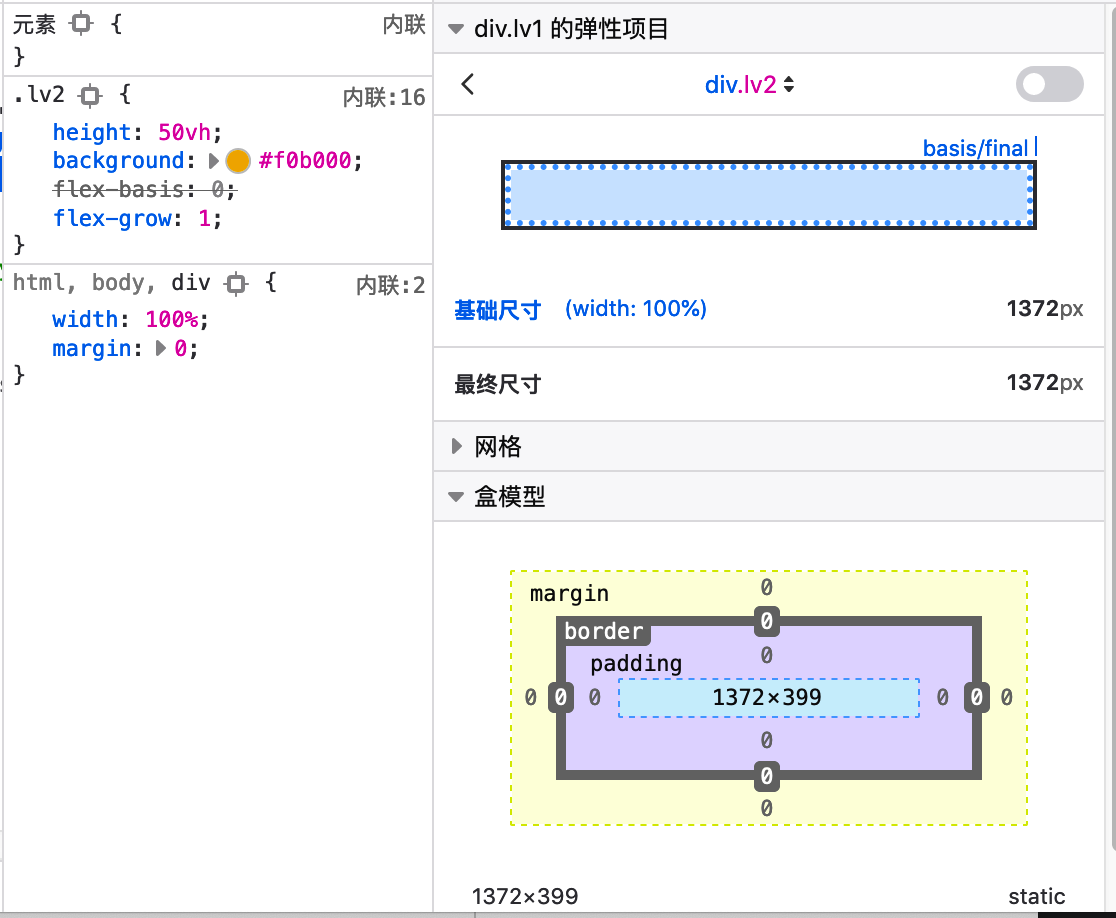 元素 {
内联
}
.lv2 {
内联:16
height: 50vh;
background: #f0b000;
flex-basis: 0;
flex-grow: 1;
}
html, body, div {
内联:2
width: 100%;
margin: 0;
}
div.lv1 的弹性项目
div.lv2
basis/final
基础尺寸 (width: 100%)
1372px
最终尺寸
1372px
网格
盒模型
margin
0
border
0
padding
0
0 0 0 1372×399 0 0 0
0
0
0
1372×399
static